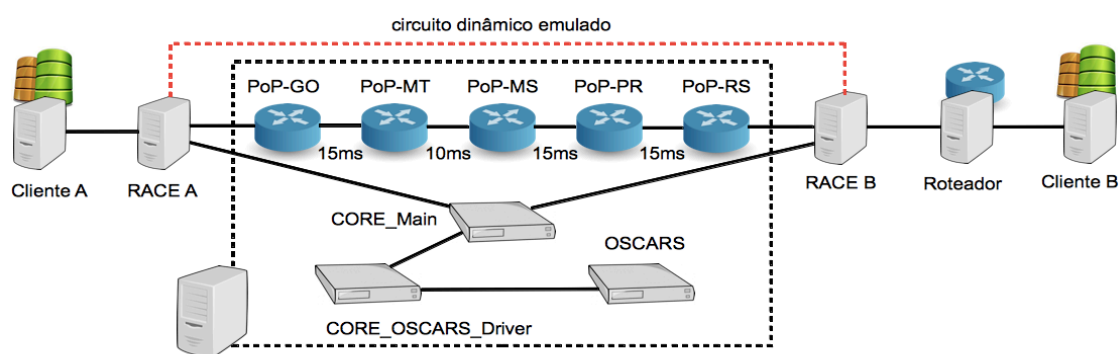 circuito dinâmico emulado
PoP-GO PoP-MT PoP-MS PoP-PR PoP-RS
15ms 10ms 15ms 15ms
Cliente A RACE A RACE B Roteador Cliente B
CORE_Main
OSCARS
CORE_OSCARS_Driver